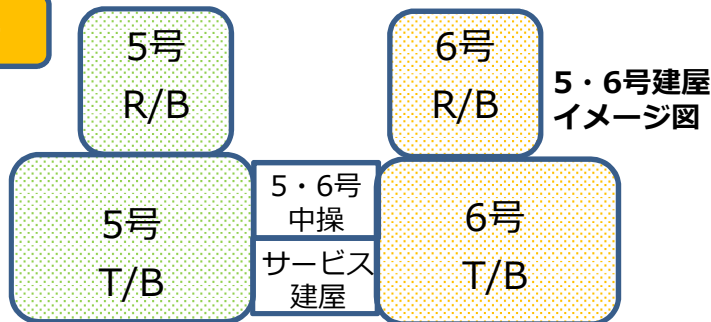 5号
R/B
6号
R/B
5・6号建屋
イメージ図
5号
T/B
5・6号
中操
サービス
建屋
6号
T/B